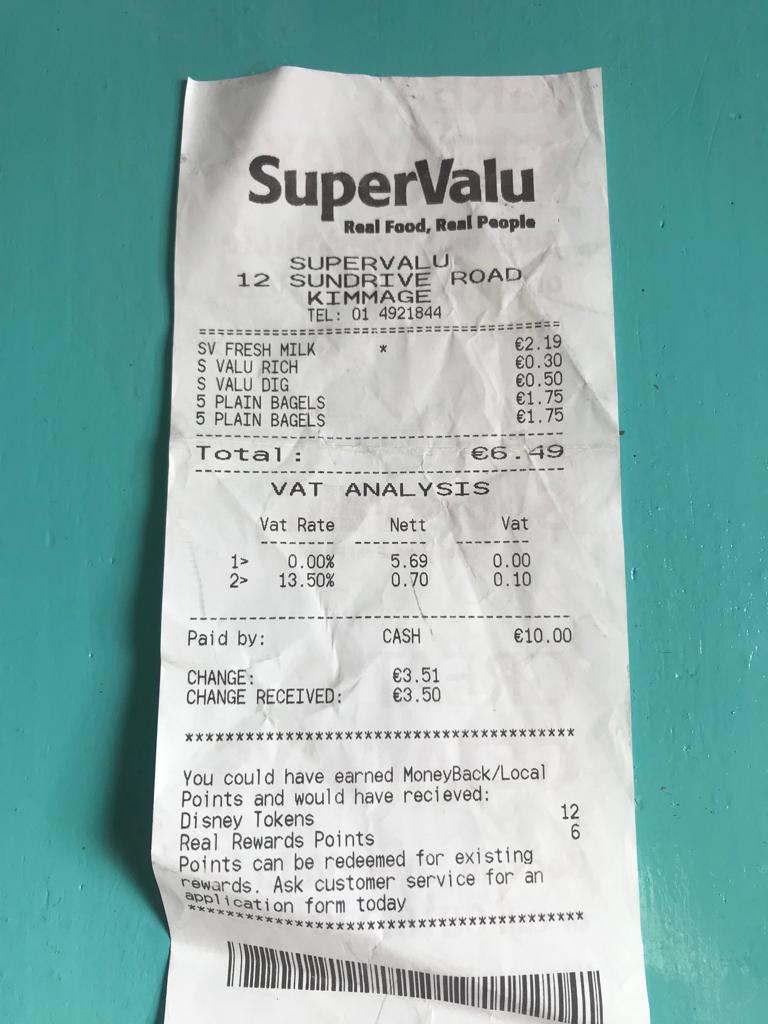 SuperValu
Real Food, Real People
SUPERVALU
12 SUNDRIVE ROAD
KIMMAGE
TEL: 01 4921844
SV FRESH MILK * €2.19
S VALU RICH €0.30
S VALU DIG €0.50
5 PLAIN BAGELS €1.75
5 PLAIN BAGELS €1.75
Total: €6.49
VAT ANALYSIS
Vat Rate Nett Vat
1> 0.00% 5.69 0.00
2> 13.50% 0.70 0.10
Paid by: CASH €10.00
CHANGE: €3.51
CHANGE RECEIVED: €3.50
****************************************
You could have earned MoneyBack/Local
Points and would have recieved:
Disney Tokens 12
Real Rewards Points 6
Points can be redeemed for existing
rewards. Ask customer service for an
application form today
****************************************